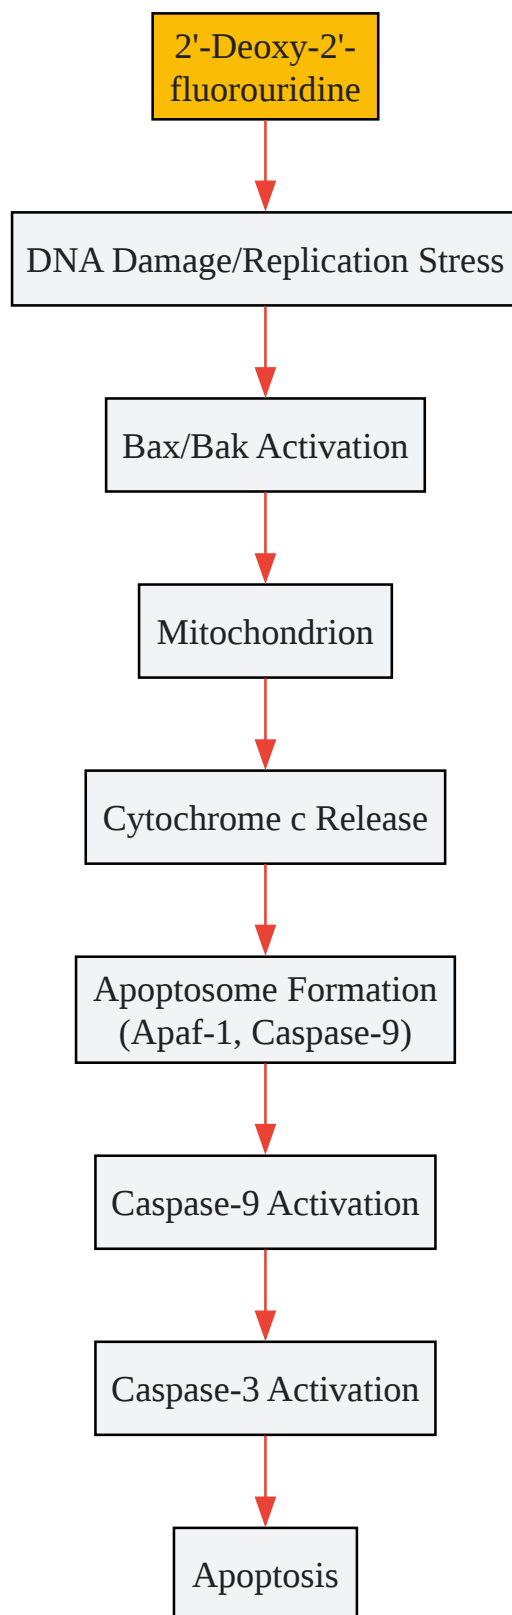 2'-Deoxy-2'-
fluorouridine
DNA Damage/Replication Stress
Bax/Bak Activation
Mitochondrion
Cytochrome c Release
Apoptosome Formation
(Apaf-1, Caspase-9)
Caspase-9 Activation
Caspase-3 Activation
Apoptosis